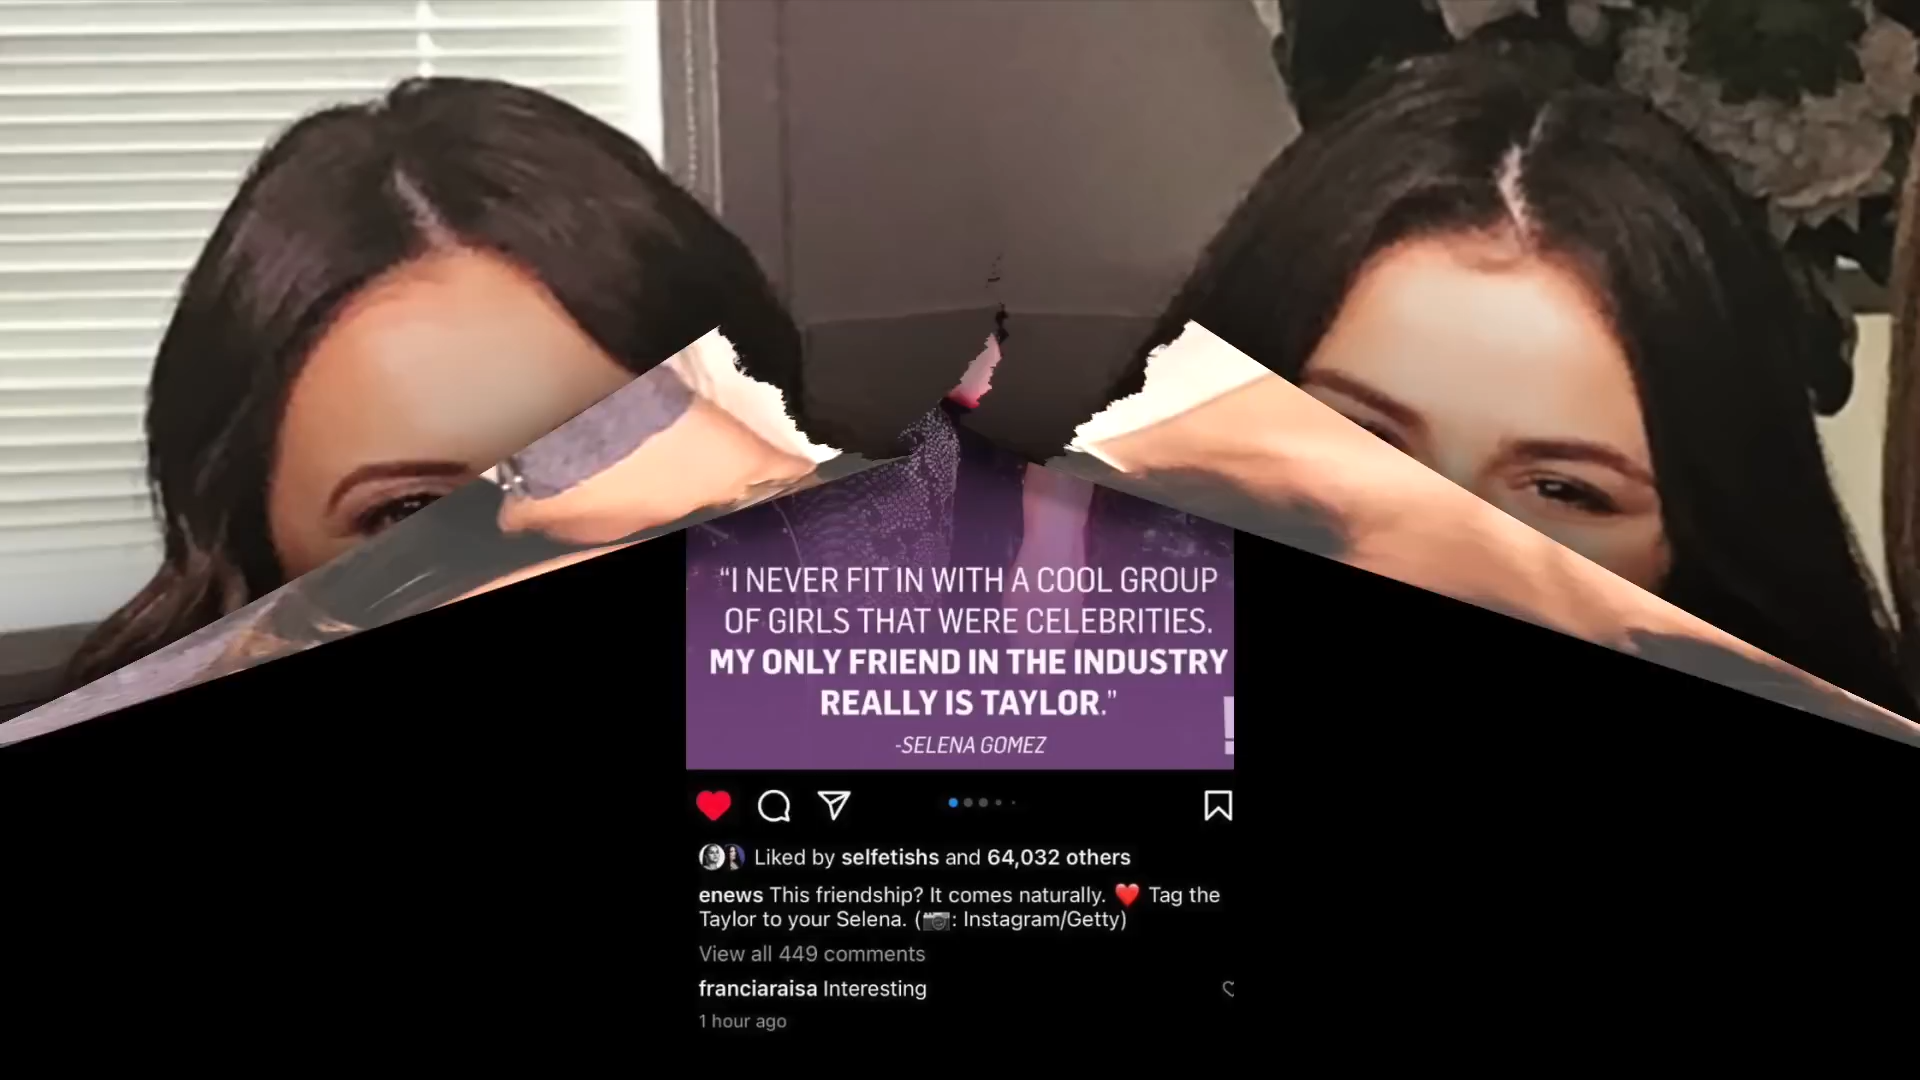 “I NEVER FIT IN WITH A COOL GROUP
OF GIRLS THAT WERE CELEBRITIES.
MY ONLY FRIEND IN THE INDUSTRY
REALLY IS TAYLOR.”
-SELENA GOMEZ
Liked by selfetishs and 64,032 others
enews This friendship? It comes naturally. ❤️ Tag the
Taylor to your Selena. (📷: Instagram/Getty)
View all 449 comments
franciaraisa Interesting
1 hour ago